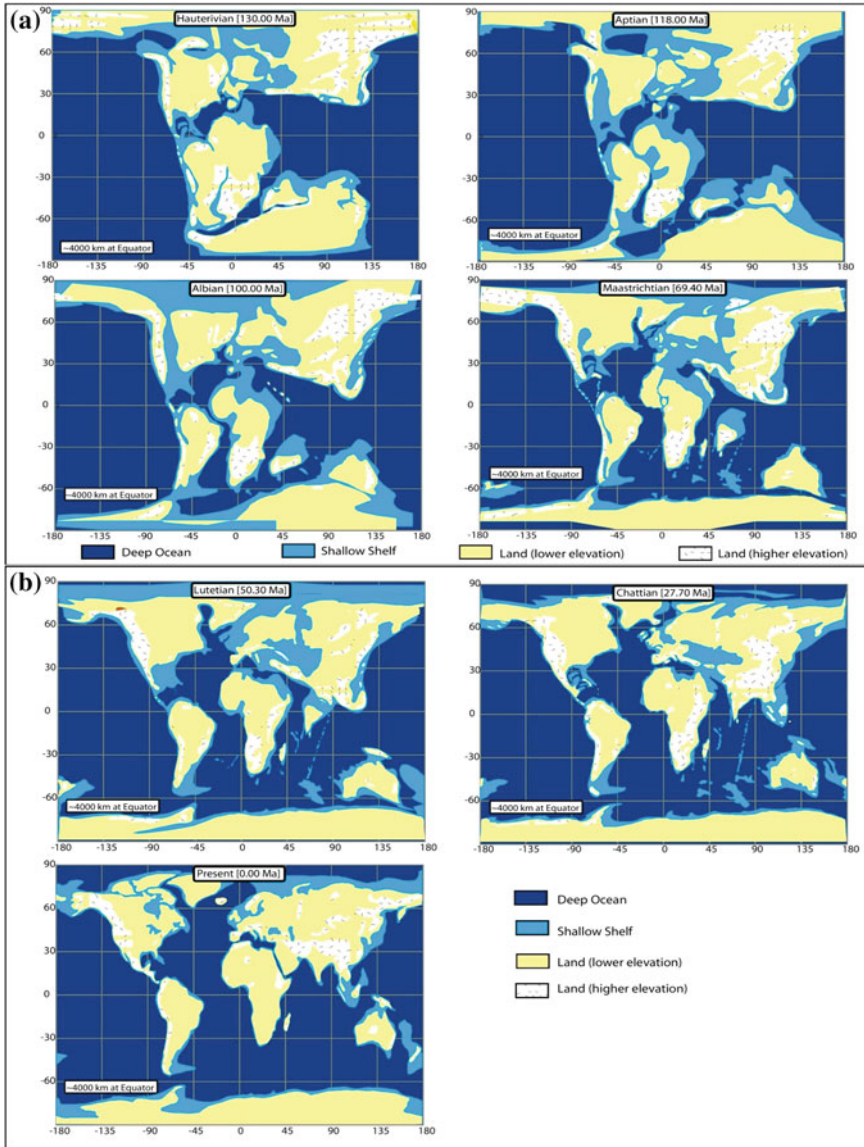 (a)
Hauterivian [130.00 Ma]
90
60
30
0
-30
-60
~4000 km at Equator
-180 -135 -90 -45 0 45 90 135 180
Aptian [118.00 Ma]
90
60
30
0
-30
-60
~4000 km at Equator
-180 -135 -90 -45 0 45 90 135 180
Albian [100.00 Ma]
90
60
30
0
-30
-60
~4000 km at Equator
-180 -135 -90 -45 0 45 90 135 180
Maastrichtian [69.40 Ma]
90
60
30
0
-30
-60
~4000 km at Equator
-180 -135 -90 -45 0 45 90 135 180
Deep Ocean
Shallow Shelf
Land (lower elevation)
Land (higher elevation)
(b)
Lutetian [50.30 Ma]
90
60
30
0
-30
-60
~4000 km at Equator
-180 -135 -90 -45 0 45 90 135 180
Chattian [27.70 Ma]
90
60
30
0
-30
-60
~4000 km at Equator
-180 -135 -90 -45 0 45 90 135 180
Present [0.00 Ma]
90
60
30
0
-30
-60
~4000 km at Equator
-180 -135 -90 -45 0 45 90 135 180
Deep Ocean
Shallow Shelf
Land (lower elevation)
Land (higher elevation)